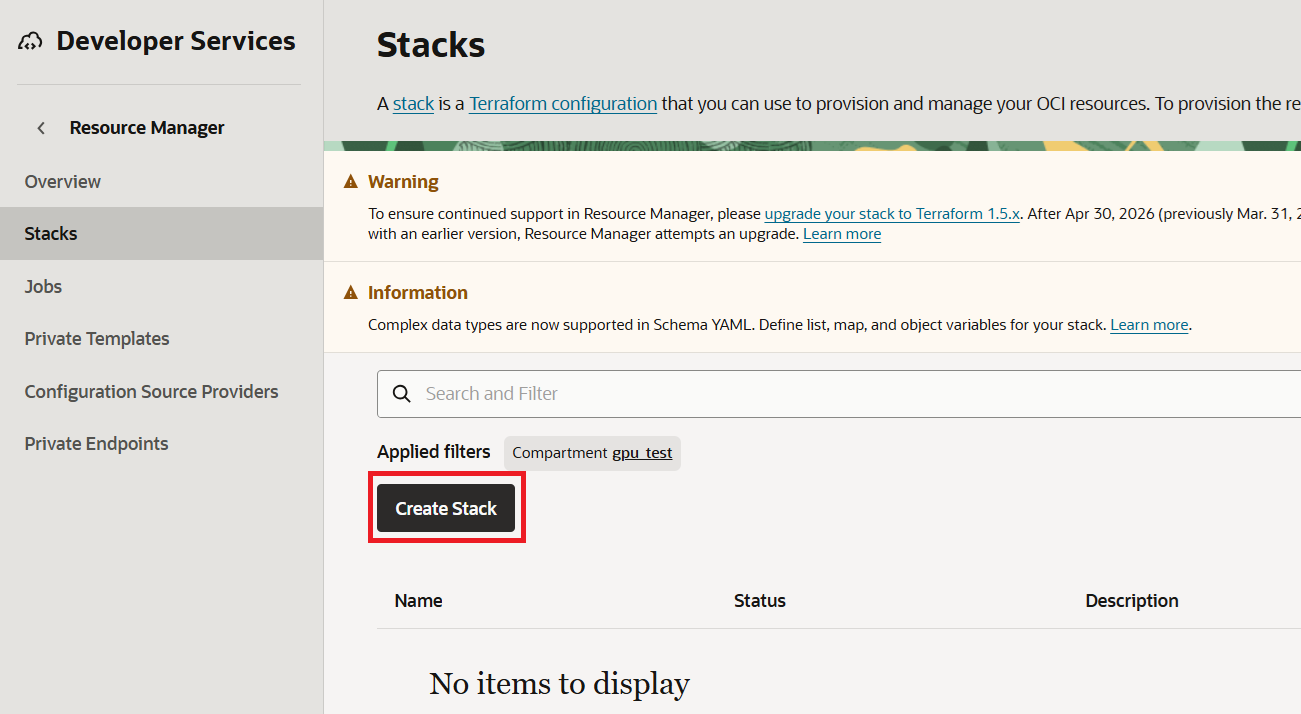 Developer Services
Resource Manager
Overview
Stacks
Jobs
Private Templates
Configuration Source Providers
Private Endpoints
Stacks
A stack is a Terraform configuration that you can use to provision and manage your OCI resources. To provision the re
Warning
To ensure continued support in Resource Manager, please upgrade your stack to Terraform 1.5.x. After Apr 30, 2026 (previously Mar. 31, 2
with an earlier version, Resource Manager attempts an upgrade. Learn more
Information
Complex data types are now supported in Schema YAML. Define list, map, and object variables for your stack. Learn more.
Search and Filter
Applied filters Compartment gpu_test
Create Stack
Name Status Description
No items to display